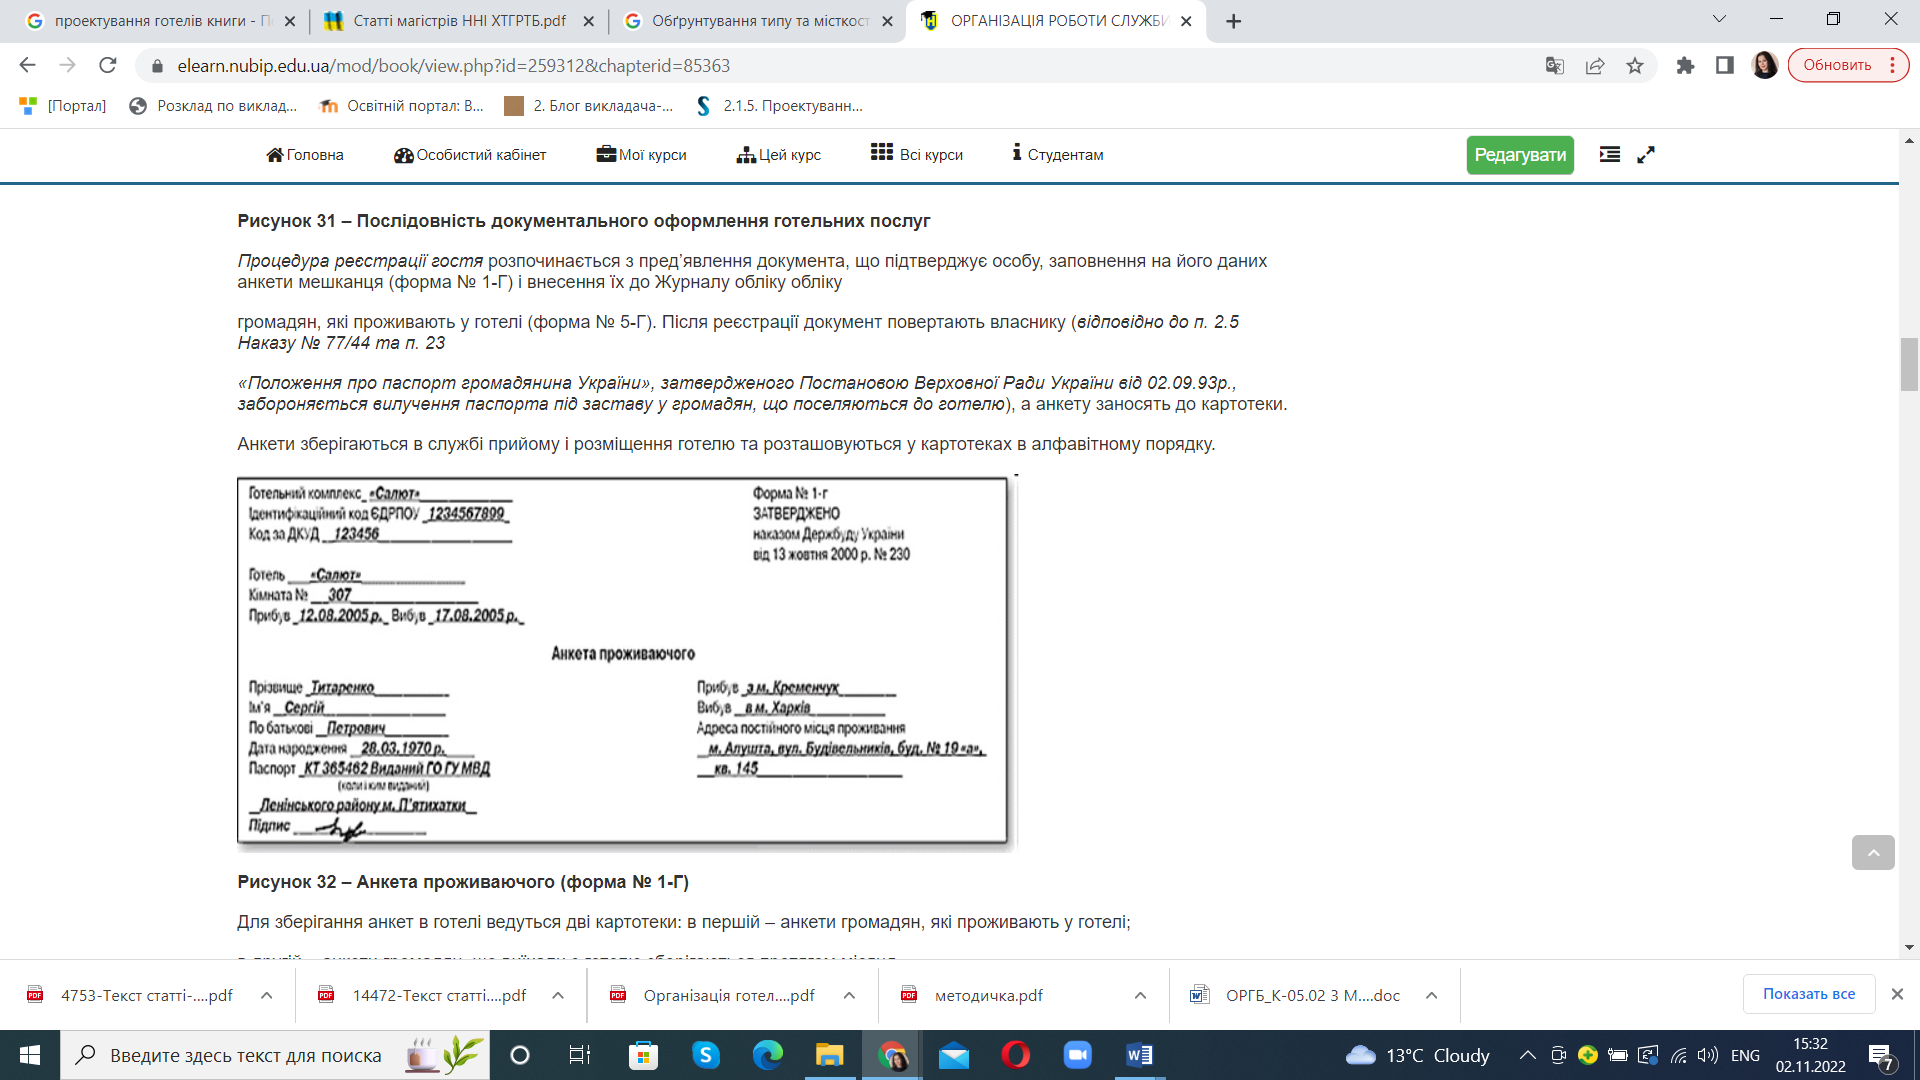 проектування готелів книги - П
Статті магістрів ННІ ХТГРТБ.pdf
Обґрунтування типу та місткост
ОРГАНІЗАЦІЯ РОБОТИ СЛУЖБИ
elearn.nubip.edu.ua/mod/book/view.php?id=259312&chapterid=85363
Обновить
[Портал]
Розклад по виклад...
Освітній портал: В...
2. Блог викладача-...
2.1.5. Проектуванн...
Головна
Особистий кабінет
Мої курси
Цей курс
Всі курси
Студентам
Редагувати
Рисунок 31 – Послідовність документального оформлення готельних послуг
Процедура реєстрації гостя розпочинається з пред’явлення документа, що підтверджує особу, заповнення на його даних
анкети мешканця (форма № 1-Г) і внесення їх до Журналу обліку обліку
громадян, які проживають у готелі (форма № 5-Г). Після реєстрації документ повертають власнику (відповідно до п. 2.5
Наказу № 77/44 та п. 23
«Положення про паспорт громадянина України», затвердженого Постановою Верховної Ради України від 02.09.93р.,
забороняється вилучення паспорта під заставу у громадян, що поселяються до готелю), а анкету заносять до картотеки.
Анкети зберігаються в службі прийому і розміщення готелю та розташовуються у картотеках в алфавітному порядку.
Готельний комплекс «Салют»
Ідентифікаційний код ЄДРПОУ 1234567899
Код за ДКУД 123456
Форма № 1-г
ЗАТВЕРДЖЕНО
наказом Держбуду України
від 13 жовтня 2000 р. № 230
Готель «Салют»
Кімната № 307
Прибув 12.08.2005 р. Вибув 17.08.2005 р.
Анкета проживаючого
Прізвище Титаренко
Ім'я Сергій
По батькові Петрович
Дата народження 28.03.1970 р.
Паспорт КТ 365462 Виданий ГО ГУ МВД
(коли і ким виданий)
Ленінського району м. П'ятихатки
Підпис
Прибув з м. Кременчук
Вибув в м. Харків
Адреса постійного місця проживання
м. Алушта, вул. Будівельників, буд. № 19 «а»,
кв. 145
Рисунок 32 – Анкета проживаючого (форма № 1-Г)
Для зберігання анкет в готелі ведуться дві картотеки: в першій – анкети громадян, які проживають у готелі;
4753-Текст статті-....pdf
14472-Текст статті....pdf
Організація готел....pdf
методичка.pdf
ОРГБ_К-05.02 З М....doc
Показать все
Введите здесь текст для поиска
13°C Cloudy
ENG
15:32
02.11.2022
7